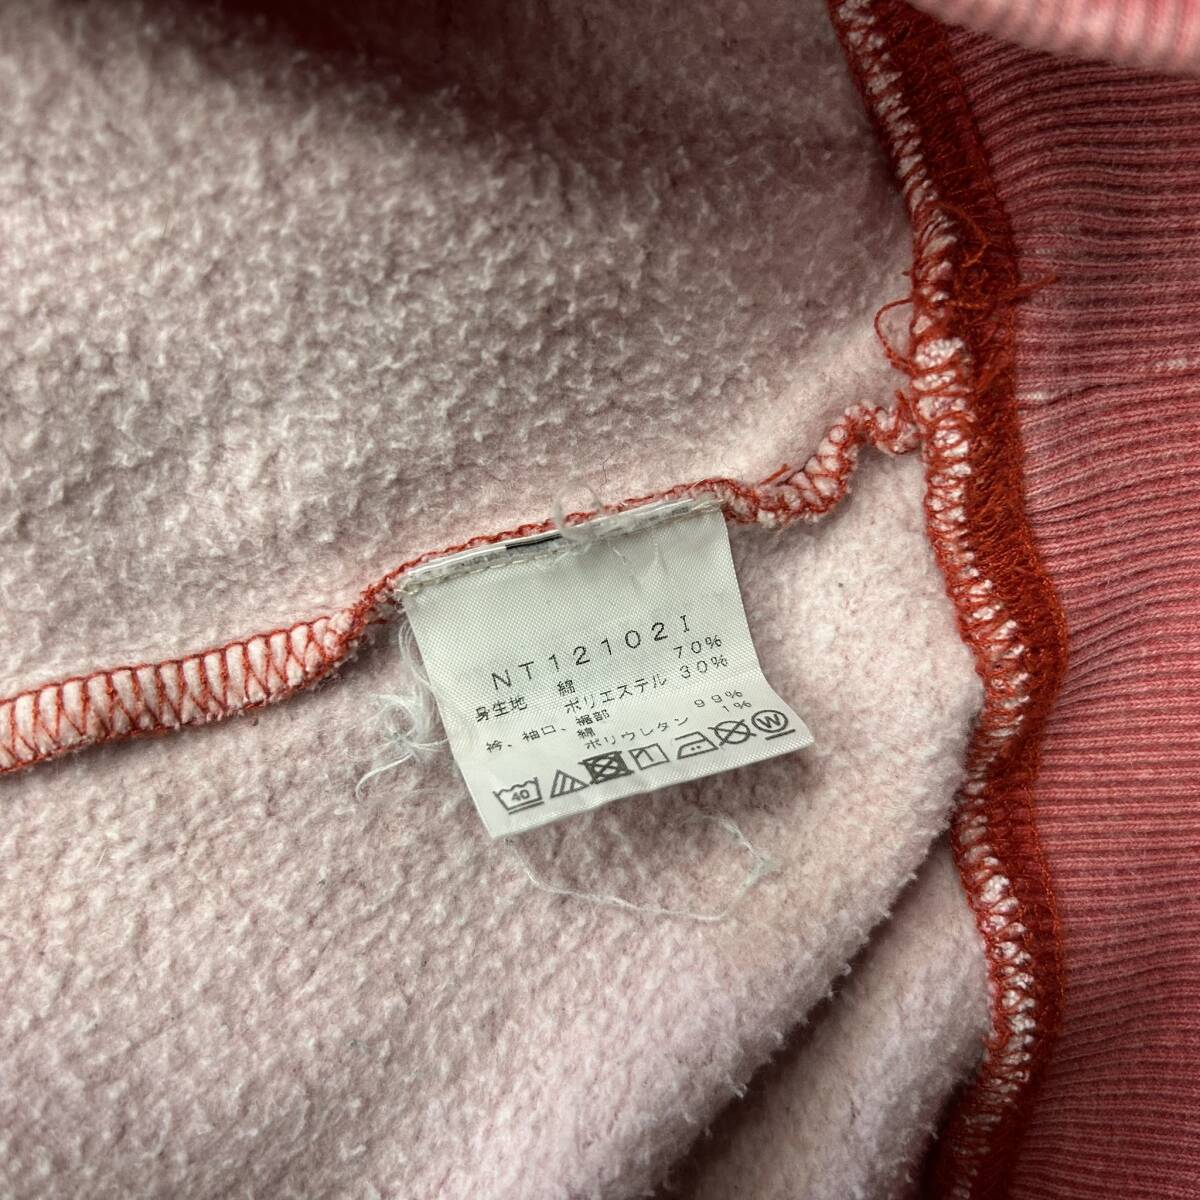 NT12102I
身生地 綿 70%
ポリエステル 30%
衿、袖口、裾部
綿 99%
ポリウレタン 1%
40 W